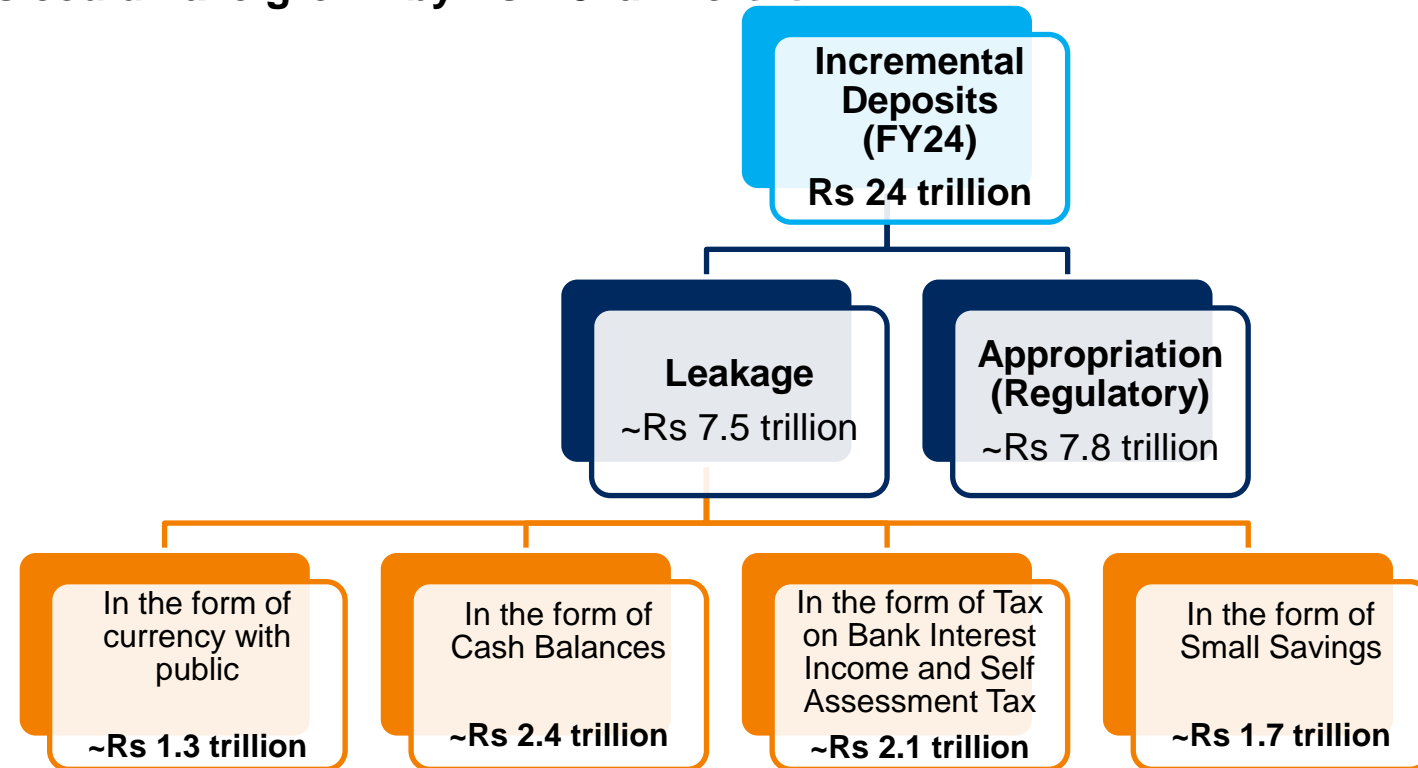 Incremental
Deposits
(FY24)
Rs 24 trillion
Leakage
~Rs 7.5 trillion
Appropriation
(Regulatory)
~Rs 7.8 trillion
In the form of
currency with
public
~Rs 1.3 trillion
In the form of
Cash Balances
~Rs 2.4 trillion
In the form of Tax
on Bank Interest
Income and Self
Assessment Tax
~Rs 2.1 trillion
In the form of
Small Savings
~Rs 1.7 trillion